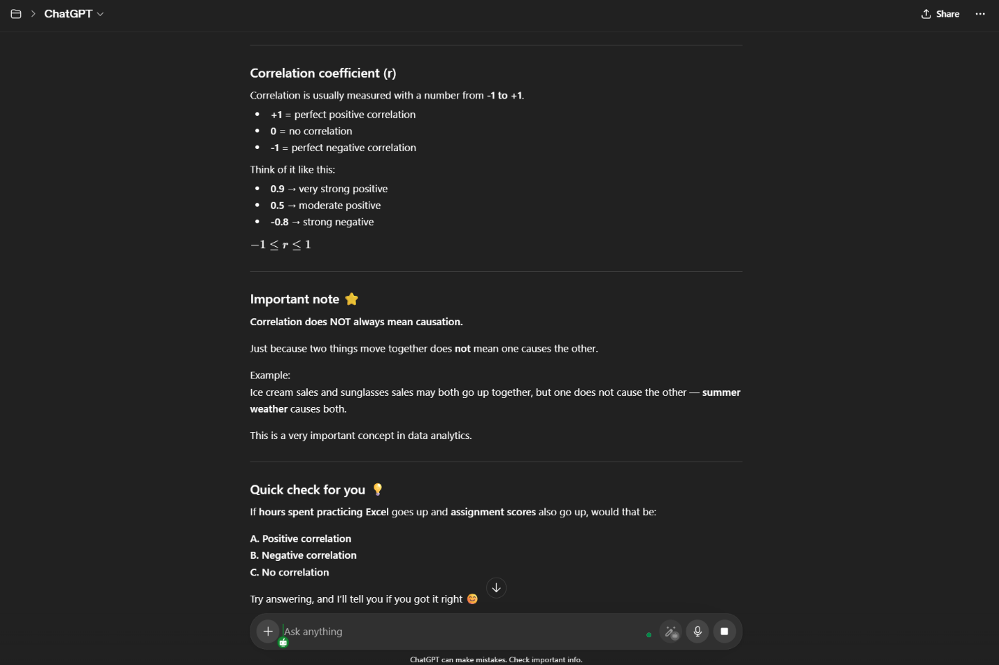 ChatGPT
Share
Correlation coefficient (r)
Correlation is usually measured with a number from -1 to +1.
• +1 = perfect positive correlation
• 0 = no correlation
• -1 = perfect negative correlation
Think of it like this:
• 0.9 → very strong positive
• 0.5 → moderate positive
• -0.8 → strong negative
−1 ≤ r ≤ 1
Important note ⭐
Correlation does NOT always mean causation.
Just because two things move together does not mean one causes the other.
Example:
Ice cream sales and sunglasses sales may both go up together, but one does not cause the other — summer
weather causes both.
This is a very important concept in data analytics.
Quick check for you 💡
If hours spent practicing Excel goes up and assignment scores also go up, would that be:
A. Positive correlation
B. Negative correlation
C. No correlation
Try answering, and I'll tell you if you got it right 😊
Ask anything
ChatGPT can make mistakes. Check important info.